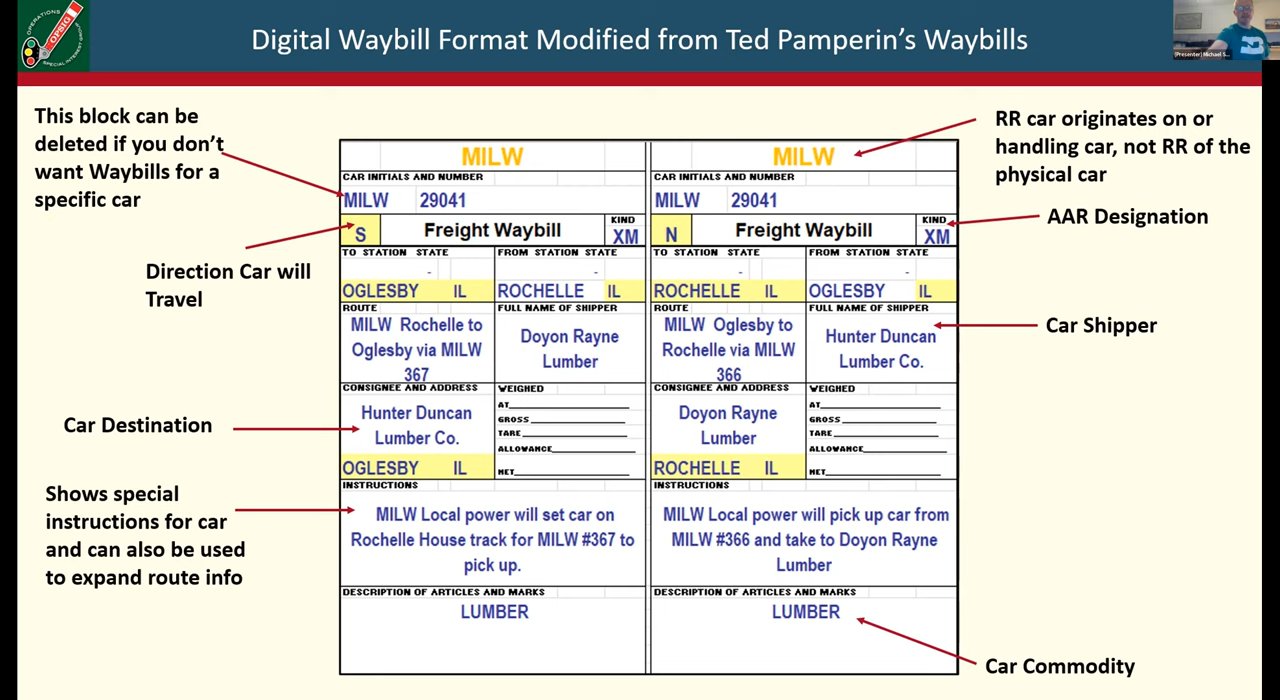 OPERATIONS
OPSIG
SPECIAL INTEREST GROUP
Digital Waybill Format Modified from Ted Pamperin's Waybills
(Presenter) Michael S...
This block can be
deleted if you don't
want Waybills for a
specific car
Direction Car will
Travel
Car Destination
Shows special
instructions for car
and can also be used
to expand route info
MILW
CAR INITIALS AND NUMBER
MILW 29041
S Freight Waybill KIND
XM
TO STATION STATE FROM STATION STATE
- -
OGLESBY IL ROCHELLE IL
ROUTE FULL NAME OF SHIPPER
MILW Rochelle to
Oglesby via MILW
367
Doyon Rayne
Lumber
CONSIGNEE AND ADDRESS WEIGHED
Hunter Duncan
Lumber Co.
OGLESBY IL
AT
GROSS
TARE
ALLOWANCE
NET
INSTRUCTIONS
MILW Local power will set car on
Rochelle House track for MILW #367 to
pick up.
DESCRIPTION OF ARTICLES AND MARKS
LUMBER
MILW
CAR INITIALS AND NUMBER
MILW 29041
N Freight Waybill KIND
XM
TO STATION STATE FROM STATION STATE
- -
ROCHELLE IL OGLESBY IL
ROUTE FULL NAME OF SHIPPER
MILW Oglesby to
Rochelle via MILW
366
Hunter Duncan
Lumber Co.
CONSIGNEE AND ADDRESS WEIGHED
Doyon Rayne
Lumber
ROCHELLE IL
AT
GROSS
TARE
ALLOWANCE
NET
INSTRUCTIONS
MILW Local power will pick up car from
MILW #366 and take to Doyon Rayne
Lumber
DESCRIPTION OF ARTICLES AND MARKS
LUMBER
RR car originates on or
handling car, not RR of the
physical car
AAR Designation
Car Shipper
Car Commodity